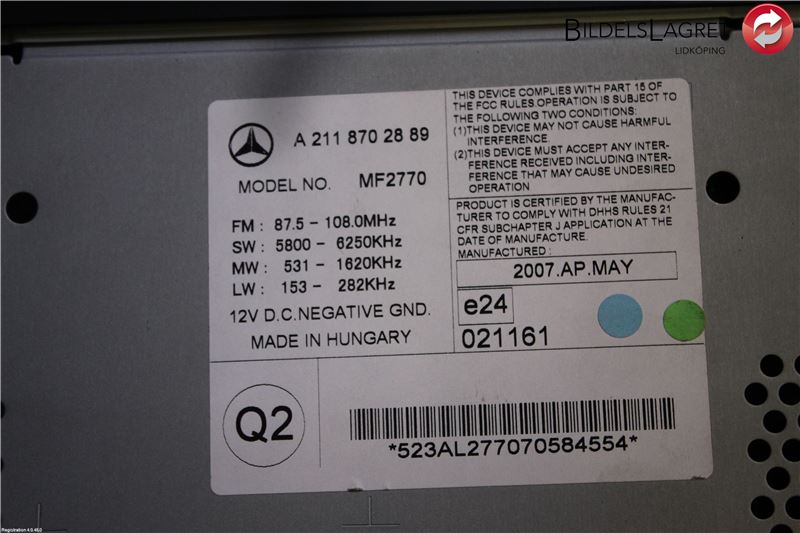 BILDELSLAGRET
LIDKÖPING
A 211 870 28 89
MODEL NO. MF2770
FM : 87.5 - 108.0MHz
SW : 5800 - 6250KHz
MW : 531 - 1620KHz
LW : 153 - 282KHz
12V D.C.NEGATIVE GND.
MADE IN HUNGARY
THIS DEVICE COMPLIES WITH PART 15 OF
THE FCC RULES.OPERATION IS SUBJECT TO
THE FOLLOWING TWO CONDITIONS:
(1)THIS DEVICE MAY NOT CAUSE HARMFUL
INTERFERENCE.
(2)THIS DEVICE MUST ACCEPT ANY INTER-
FERENCE RECEIVED INCLUDING INTER-
FERENCE THAT MAY CAUSE UNDESIRED
OPERATION
PRODUCT IS CERTIFIED BY THE MANUFAC-
TURER TO COMPLY WITH DHHS RULES 21
CFR SUBCHAPTER J APPLICATION AT THE
DATE OF MANUFACTURE.
MANUFACTURED :
2007.AP.MAY
e24
021161
Q2
*523AL277070584554*
Registration 4.0.46.0